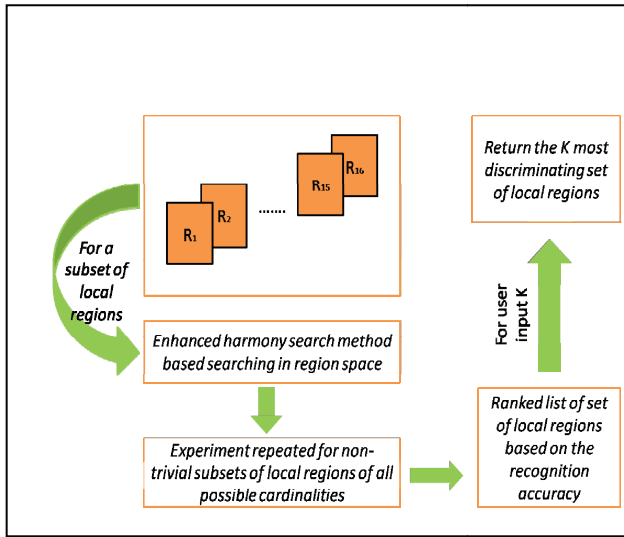 R1
R2
.......
R15
R16
For a
subset of
local
regions
Enhanced harmony search method
based searching in region space
Experiment repeated for non-
trivial subsets of local regions of all
possible cardinalities
Ranked list of set
of local regions
based on the
recognition
accuracy
For user
input K
Return the K most
discriminating set
of local regions